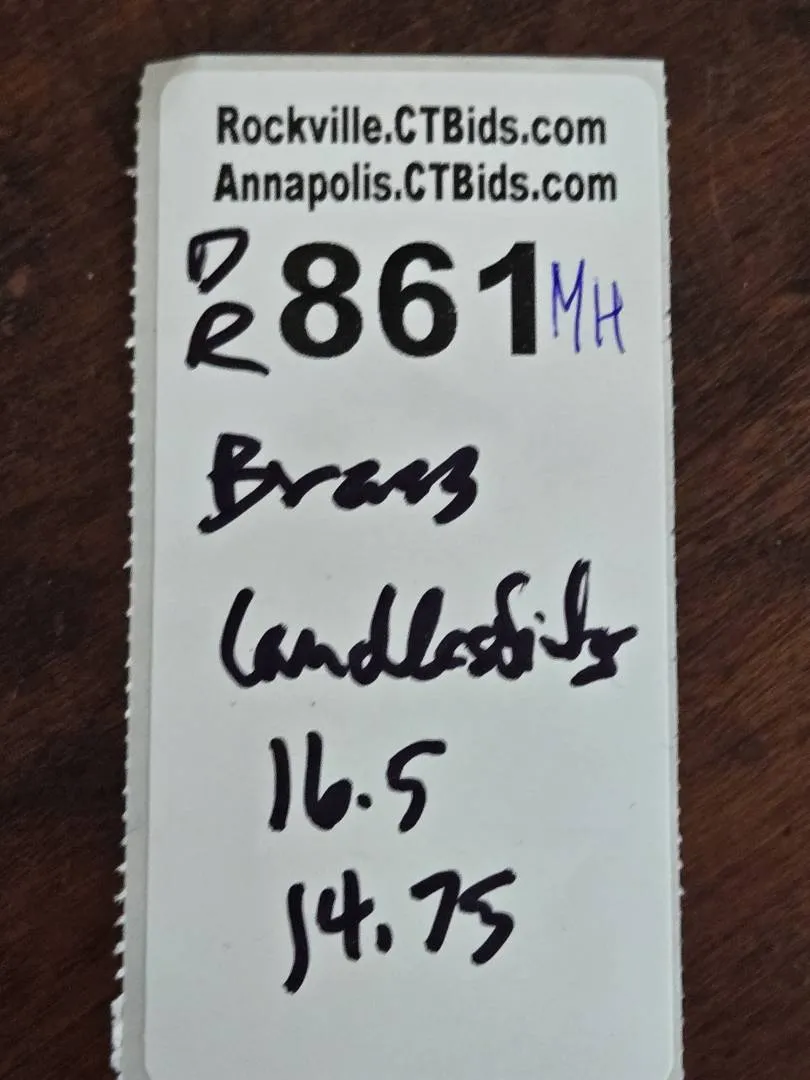 Rockville.CTBids.com
Annapolis.CTBids.com
DR 861 MH
Brass
Candlesticks
16.5
14.75